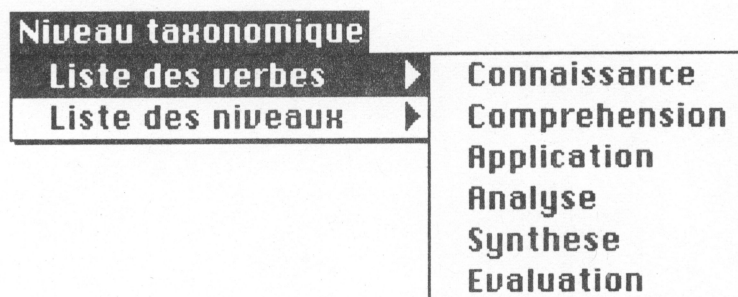 Niveau taxonomique
Liste des verbes
Liste des niveaux
Connaissance
Comprehension
Application
Analyse
Synthese
Evaluation